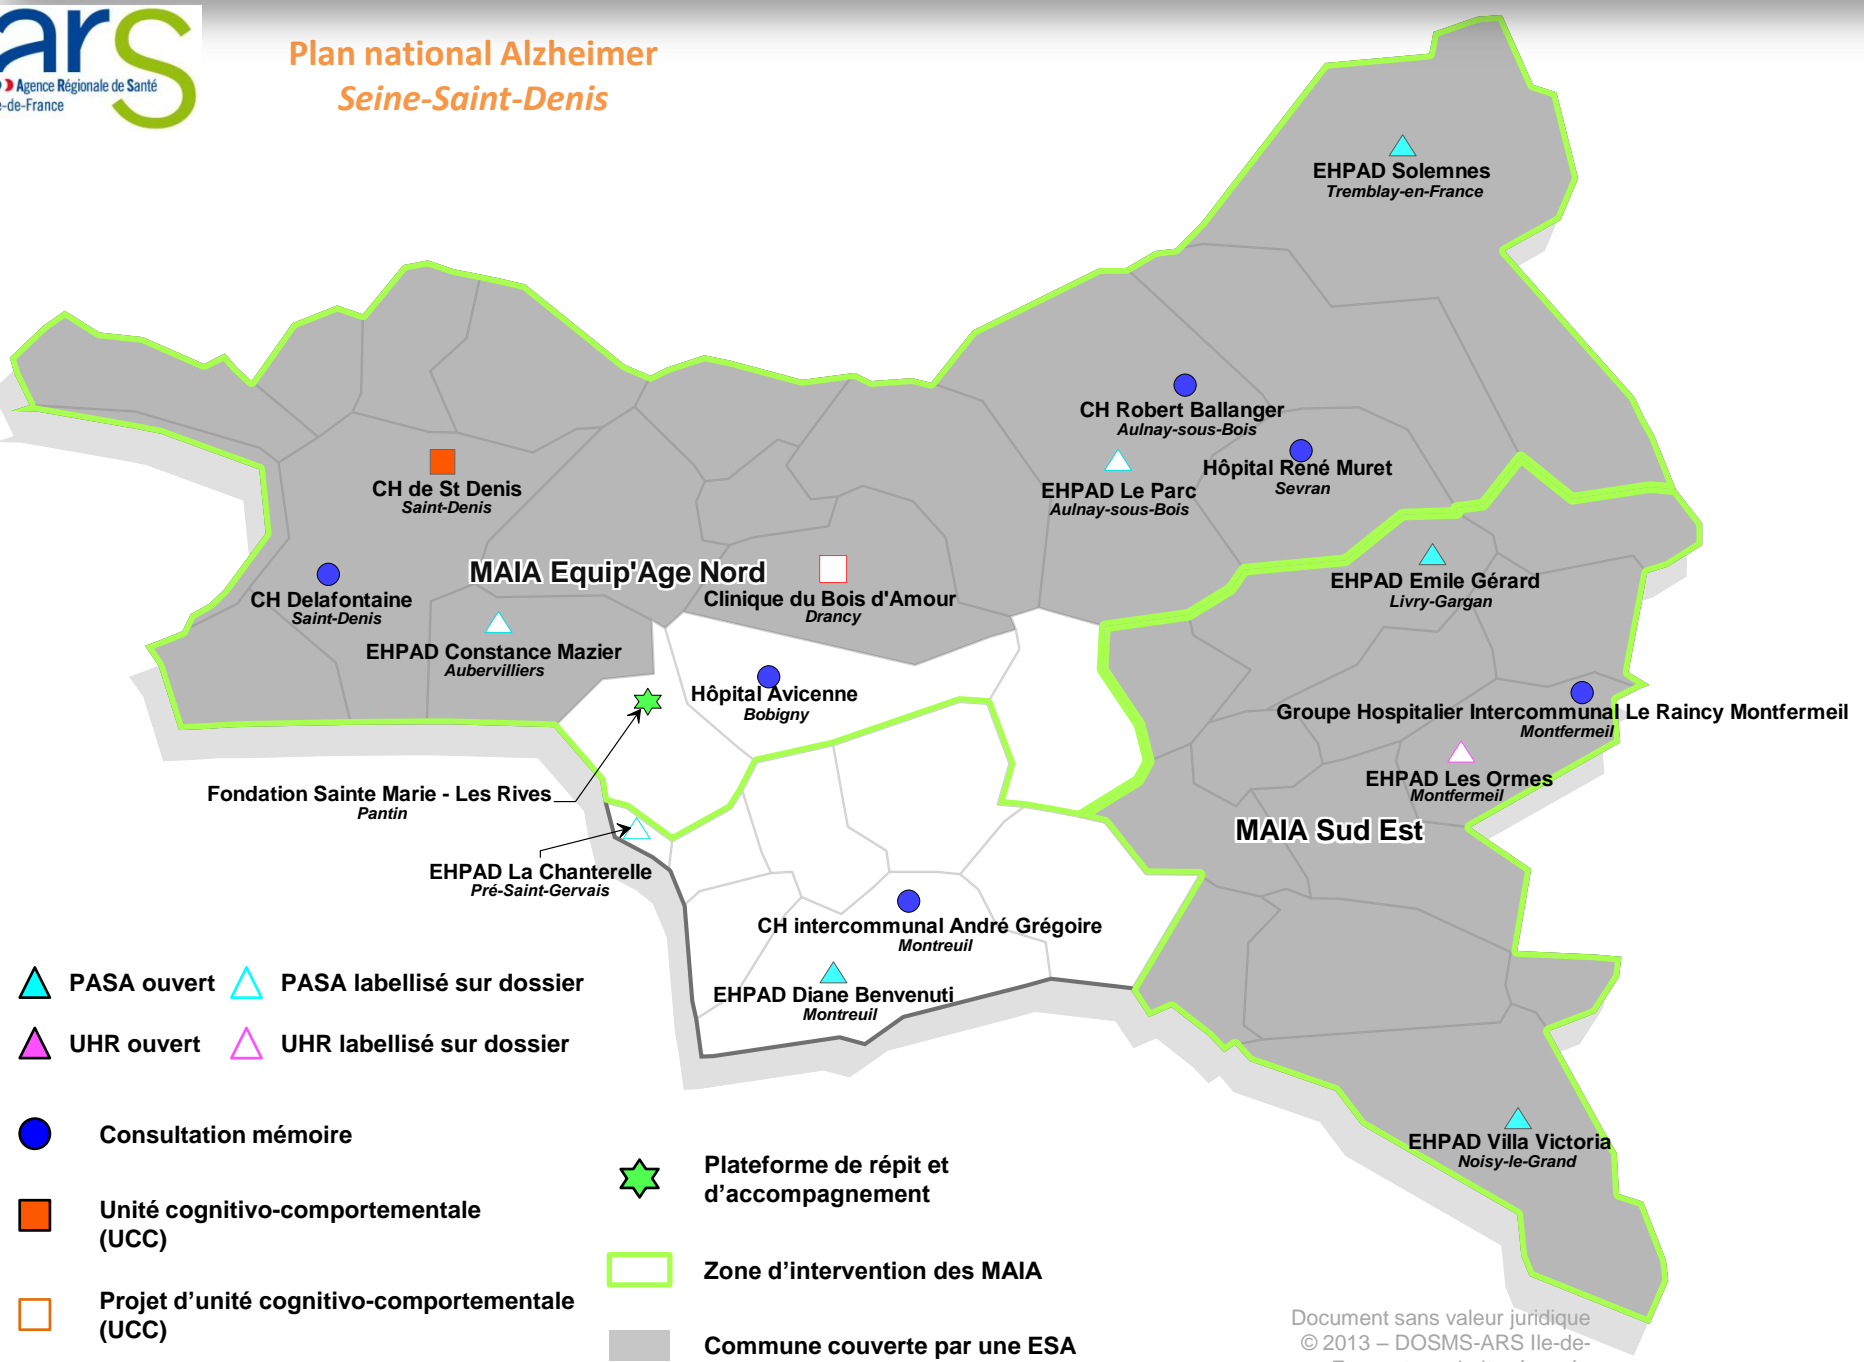 ars
Agence Régionale de Santé
e-de-France
Plan national Alzheimer
Seine-Saint-Denis
EHPAD Solemnes
Tremblay-en-France
CH Robert Ballanger
Aulnay-sous-Bois
Hôpital René Muret
Sevran
EHPAD Le Parc
Aulnay-sous-Bois
CH de St Denis
Saint-Denis
MAIA Equip'Age Nord
CH Delafontaine
Saint-Denis
Clinique du Bois d'Amour
Drancy
EHPAD Emile Gérard
Livry-Gargan
EHPAD Constance Mazier
Aubervilliers
Hôpital Avicenne
Bobigny
Groupe Hospitalier Intercommunal Le Raincy Montfermeil
Montfermeil
EHPAD Les Ormes
Montfermeil
Fondation Sainte Marie - Les Rives
Pantin
MAIA Sud Est
EHPAD La Chanterelle
Pré-Saint-Gervais
CH intercommunal André Grégoire
Montreuil
EHPAD Diane Benvenuti
Montreuil
EHPAD Villa Victoria
Noisy-le-Grand
PASA ouvert
PASA labellisé sur dossier
UHR ouvert
UHR labellisé sur dossier
Consultation mémoire
Unité cognitivo-comportementale
(UCC)
Projet d'unité cognitivo-comportementale
(UCC)
Plateforme de répit et
d'accompagnement
Zone d'intervention des MAIA
Commune couverte par une ESA
Document sans valeur juridique
© 2013 – DOSMS-ARS Ile-de-